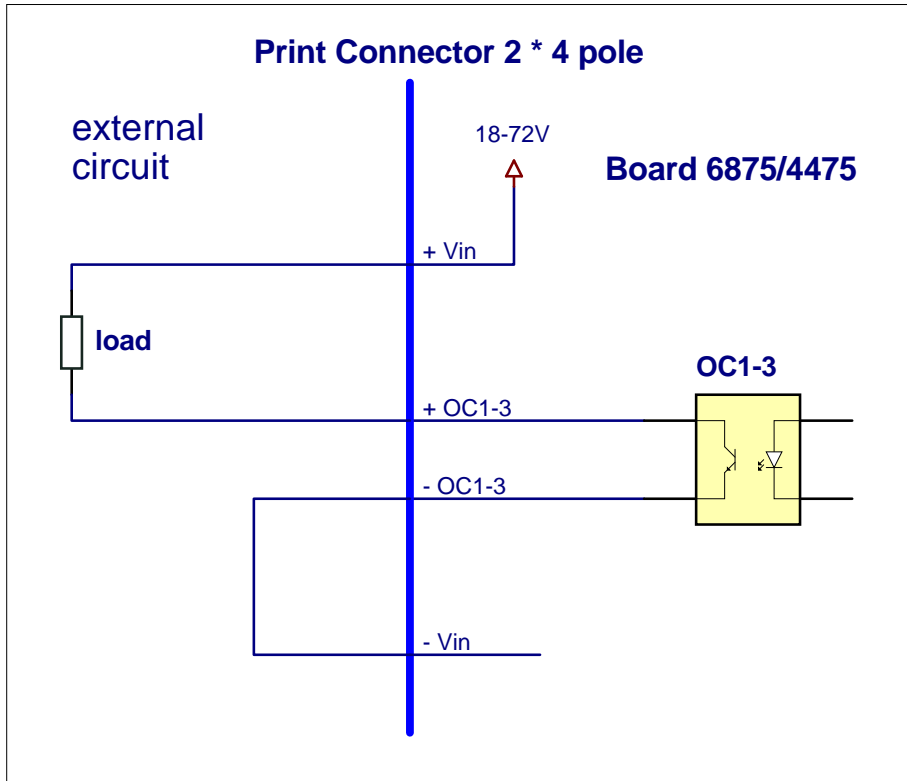 Print Connector 2 * 4 pole
external
circuit
18-72V
Board 6875/4475
+ Vin
load
OC1-3
+ OC1-3
- OC1-3
- Vin